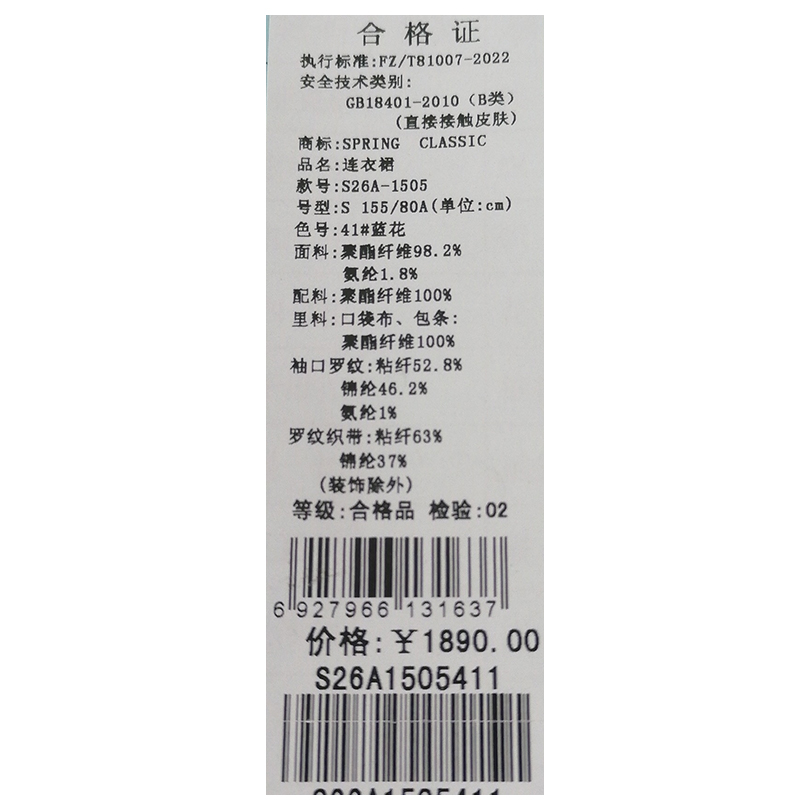 合格证
执行标准:FZ/T81007-2022
安全技术类别:
GB18401-2010（B类）
(直接接触皮肤)
商标:SPRING CLASSIC
品名:连衣裙
款号:S26A-1505
号型:S 155/80A(单位:cm)
色号:41#蓝花
面料:聚酯纤维98.2%
氨纶1.8%
配料:聚酯纤维100%
里料:口袋布、包条:
聚酯纤维100%
袖口罗纹:粘纤52.8%
锦纶46.2%
氨纶1%
罗纹织带:粘纤63%
锦纶37%
(装饰除外)
等级:合格品 检验:02
6 927966 131637
价格:￥1890.00
S26A1505411